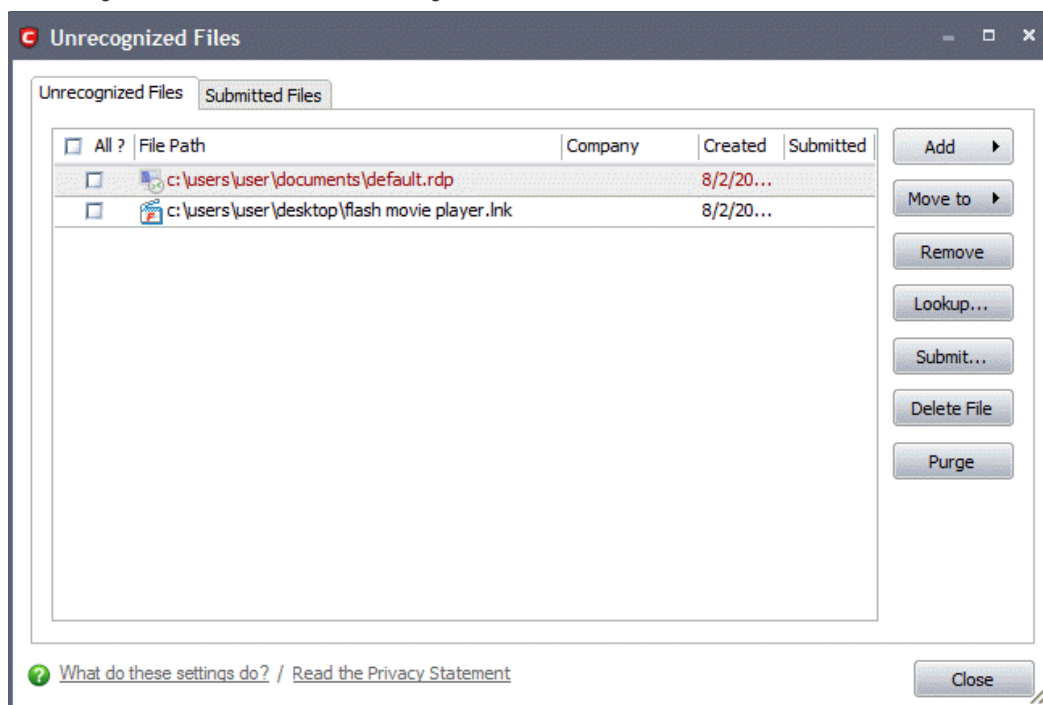 Unrecognized Files
Unrecognized Files Submitted Files
All ? File Path Company Created Submitted
c:\users\user\documents\default.rdp 8/2/20...
c:\users\user\desktop\flash movie player.lnk 8/2/20...
Add
Move to
Remove
Lookup...
Submit...
Delete File
Purge
What do these settings do? / Read the Privacy Statement
Close